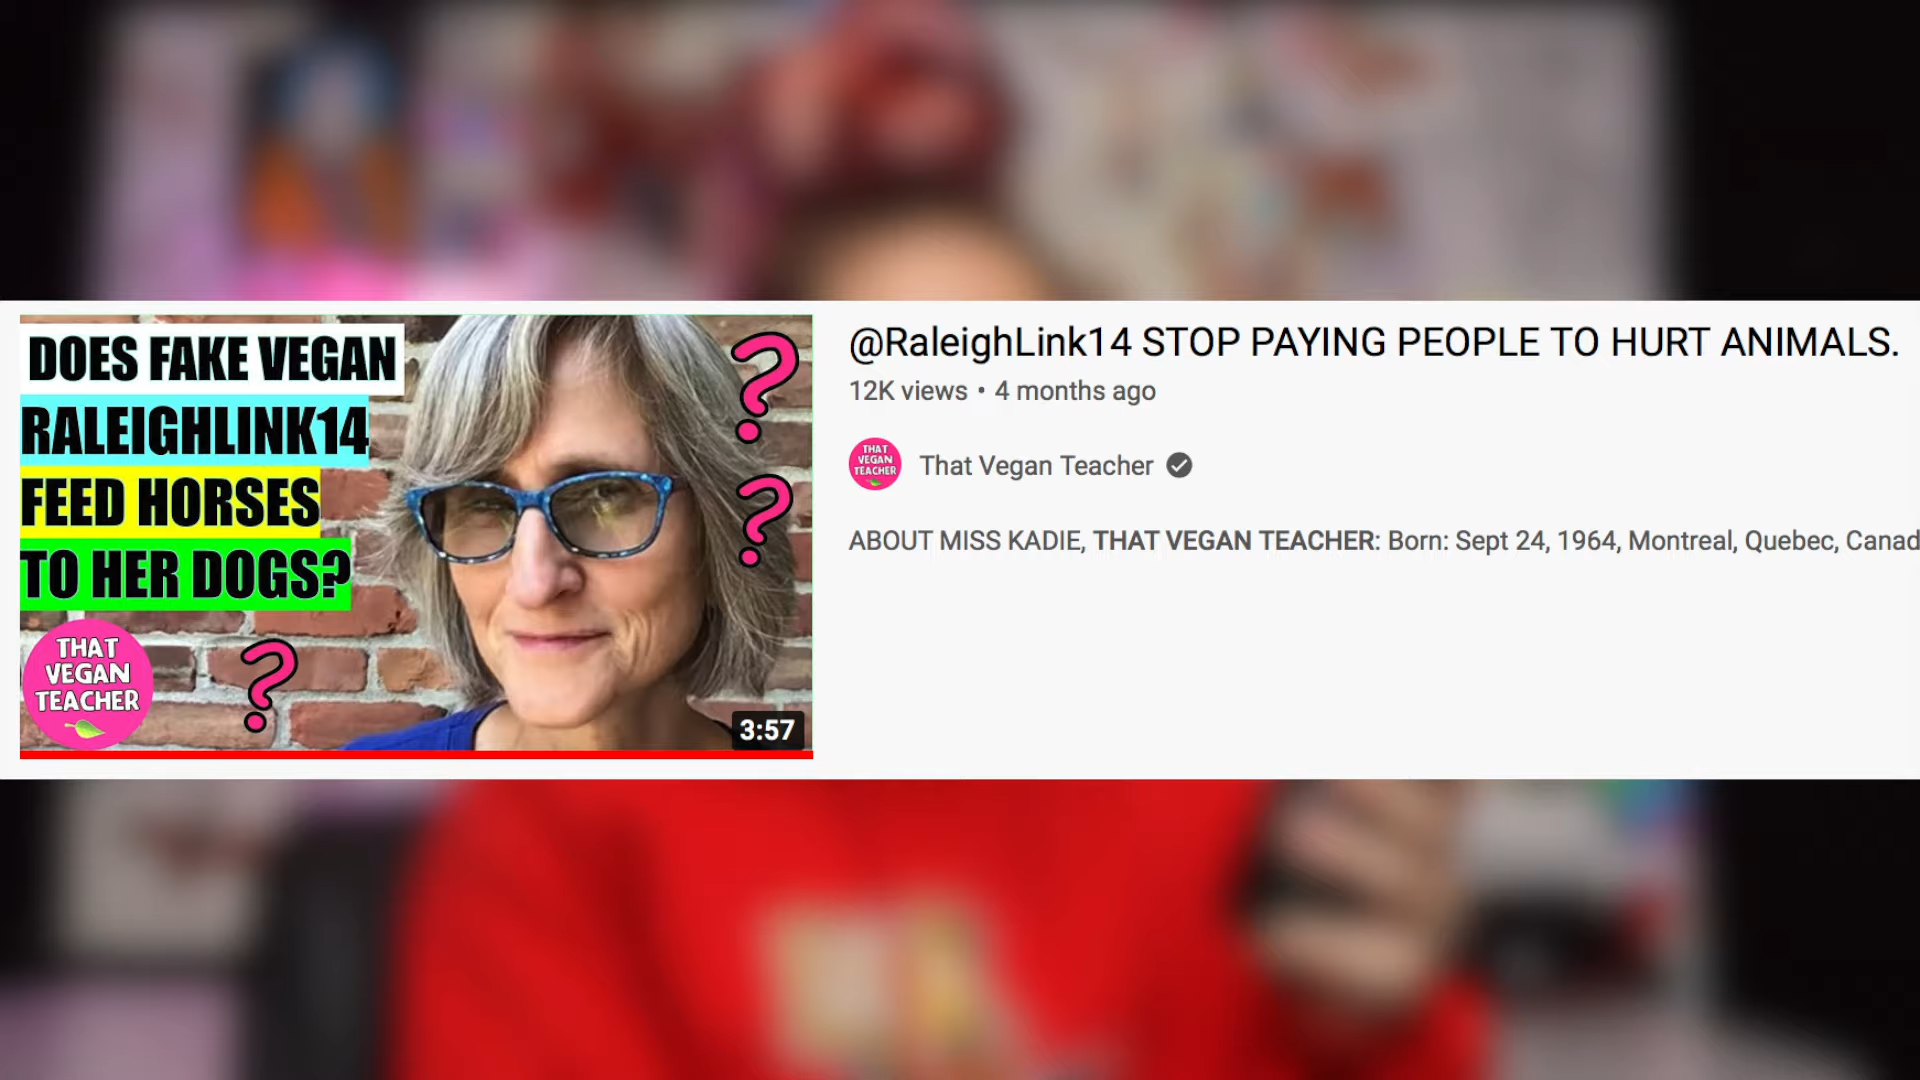 DOES FAKE VEGAN
RALEIGHLINK14
FEED HORSES
TO HER DOGS?
?
?
?
THAT
VEGAN
TEACHER
3:57
@RaleighLink14 STOP PAYING PEOPLE TO HURT ANIMALS.
12K views • 4 months ago
THAT
VEGAN
TEACHER
That Vegan Teacher
ABOUT MISS KADIE, THAT VEGAN TEACHER: Born: Sept 24, 1964, Montreal, Quebec, Canad